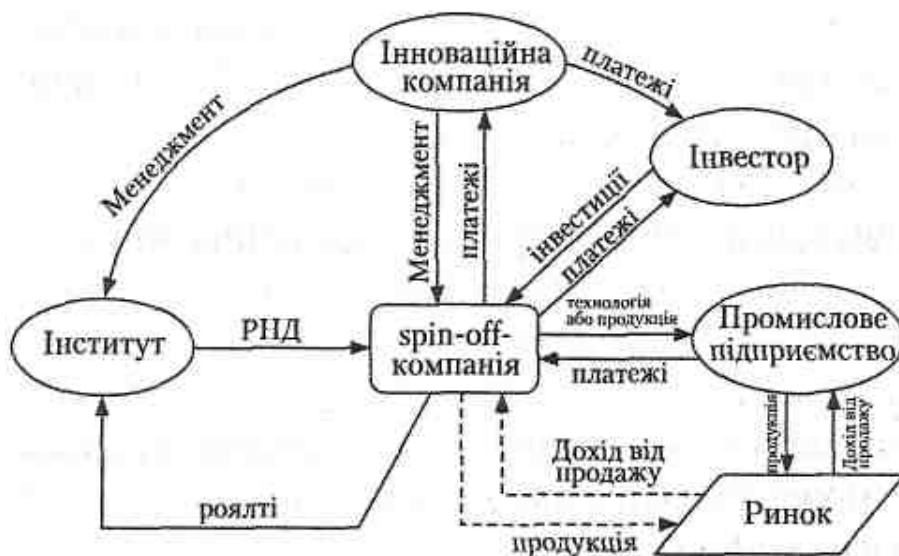 Інноваційна
компанія
платежі
Менеджмент
Інвестор
Менеджмент
платежі
інвестиції
платежі
Інститут
РНД
spin-off-
компанія
технологія
або продукція
платежі
Промислове
підприємство
продукція
Дохід від
продажу
Дохід від
продажу
роялті
продукція
Ринок